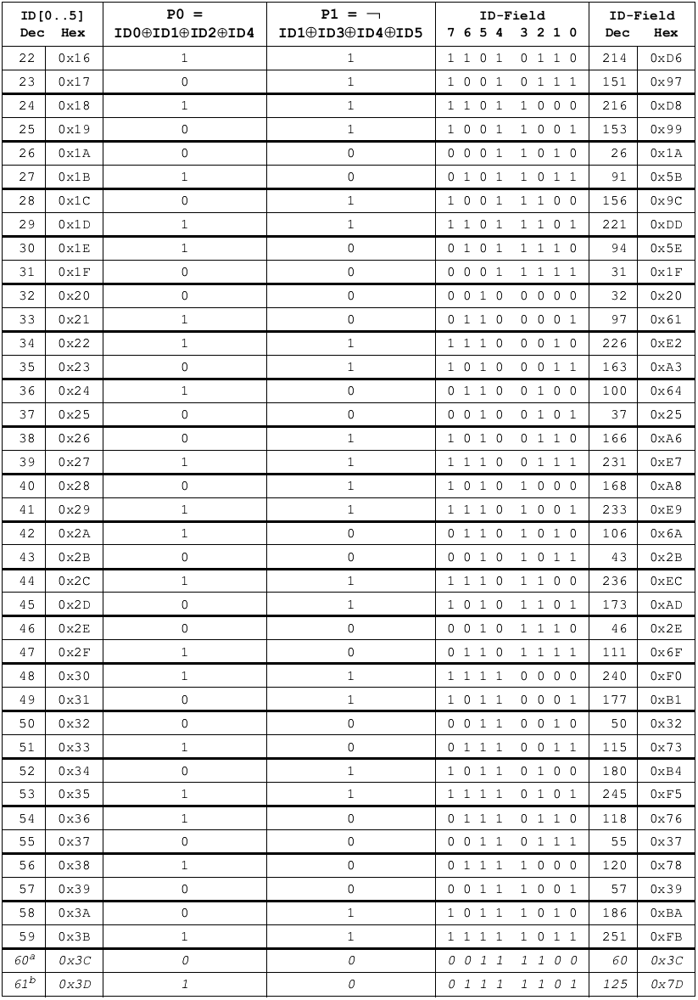 ID[0..5] P0 = P1 = ¬ ID-Field ID-Field
Dec Hex ID0⊕ID1⊕ID2⊕ID4 ID1⊕ID3⊕ID4⊕ID5 7 6 5 4 3 2 1 0 Dec Hex
22 0x16 1 1 1 1 0 1 0 1 1 0 214 0xD6
23 0x17 0 1 1 0 0 1 0 1 1 1 151 0x97
24 0x18 1 1 1 1 0 1 1 0 0 0 216 0xD8
25 0x19 0 1 1 0 0 1 1 0 0 1 153 0x99
26 0x1A 0 0 0 0 0 1 1 0 1 0 26 0x1A
27 0x1B 1 0 0 1 0 1 1 0 1 1 91 0x5B
28 0x1C 0 1 1 0 0 1 1 1 0 0 156 0x9C
29 0x1D 1 1 1 1 0 1 1 1 0 1 221 0xDD
30 0x1E 1 0 0 1 0 1 1 1 1 0 94 0x5E
31 0x1F 0 0 0 0 0 1 1 1 1 1 31 0x1F
32 0x20 0 0 0 0 1 0 0 0 0 0 32 0x20
33 0x21 1 0 0 1 1 0 0 0 0 1 97 0x61
34 0x22 1 1 1 1 1 0 0 0 1 0 226 0xE2
35 0x23 0 1 1 0 1 0 0 0 1 1 163 0xA3
36 0x24 1 0 0 1 1 0 0 1 0 0 100 0x64
37 0x25 0 0 0 0 1 0 0 1 0 1 37 0x25
38 0x26 0 1 1 0 1 0 0 1 1 0 166 0xA6
39 0x27 1 1 1 1 1 0 0 1 1 1 231 0xE7
40 0x28 0 1 1 0 1 0 1 0 0 0 168 0xA8
41 0x29 1 1 1 1 1 0 1 0 0 1 233 0xE9
42 0x2A 1 0 0 1 1 0 1 0 1 0 106 0x6A
43 0x2B 0 0 0 0 1 0 1 0 1 1 43 0x2B
44 0x2C 1 1 1 1 1 0 1 1 0 0 236 0xEC
45 0x2D 0 1 1 0 1 0 1 1 0 1 173 0xAD
46 0x2E 0 0 0 0 1 0 1 1 1 0 46 0x2E
47 0x2F 1 0 0 1 1 0 1 1 1 1 111 0x6F
48 0x30 1 1 1 1 1 1 0 0 0 0 240 0xF0
49 0x31 0 1 1 0 1 1 0 0 0 1 177 0xB1
50 0x32 0 0 0 0 1 1 0 0 1 0 50 0x32
51 0x33 1 0 0 1 1 1 0 0 1 1 115 0x73
52 0x34 0 1 1 0 1 1 0 1 0 0 180 0xB4
53 0x35 1 1 1 1 1 1 0 1 0 1 245 0xF5
54 0x36 1 0 0 1 1 1 0 1 1 0 118 0x76
55 0x37 0 0 0 0 1 1 0 1 1 1 55 0x37
56 0x38 1 0 0 1 1 1 1 0 0 0 120 0x78
57 0x39 0 0 0 0 1 1 1 0 0 1 57 0x39
58 0x3A 0 1 1 0 1 1 1 0 1 0 186 0xBA
59 0x3B 1 1 1 1 1 1 1 0 1 1 251 0xFB
60a 0x3C 0 0 0 0 1 1 1 1 0 0 60 0x3C
61b 0x3D 1 0 0 1 1 1 1 1 0 1 125 0x7D